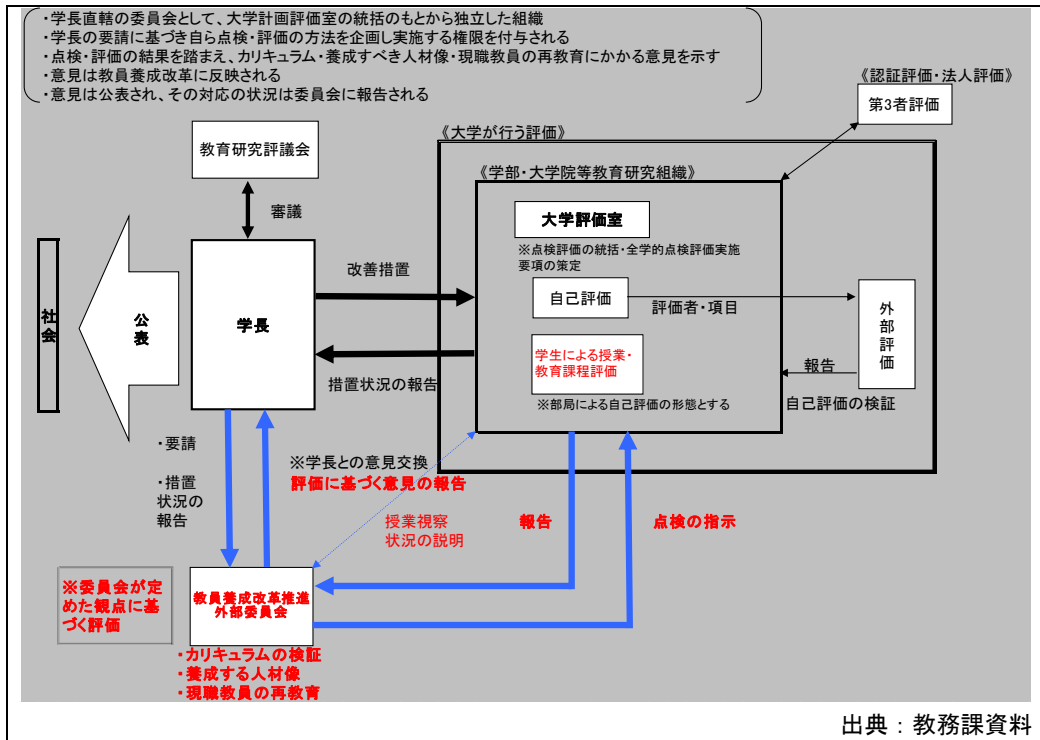 ・学長直轄の委員会として、大学計画評価室の統括のもとから独立した組織
・学長の要請に基づき自ら点検・評価の方法を企画し実施する権限を付与される
・点検・評価の結果を踏まえ、カリキュラム・養成すべき人材像・現職教員の再教育にかかる意見を示す
・意見は教員養成改革に反映される
・意見は公表され、その対応の状況は委員会に報告される
《認証評価・法人評価》
第3者評価
《大学が行う評価》
教育研究評議会
《学部・大学院等教育研究組織》
審議
大学評価室
※点検評価の統括・全学的点検評価実施
要項の策定
社会
公表
学長
改善措置
自己評価
評価者・項目
外部評価
学生による授業・
教育課程評価
報告
措置状況の報告
※部局による自己評価の形態とする
自己評価の検証
・要請
・措置
状況の
報告
※学長との意見交換
評価に基づく意見の報告
授業視察
状況の説明
報告
点検の指示
※委員会が定
めた観点に基
づく評価
教員養成改革推進
外部委員会
・カリキュラムの検証
・養成する人材像
・現職教員の再教育
出典：教務課資料